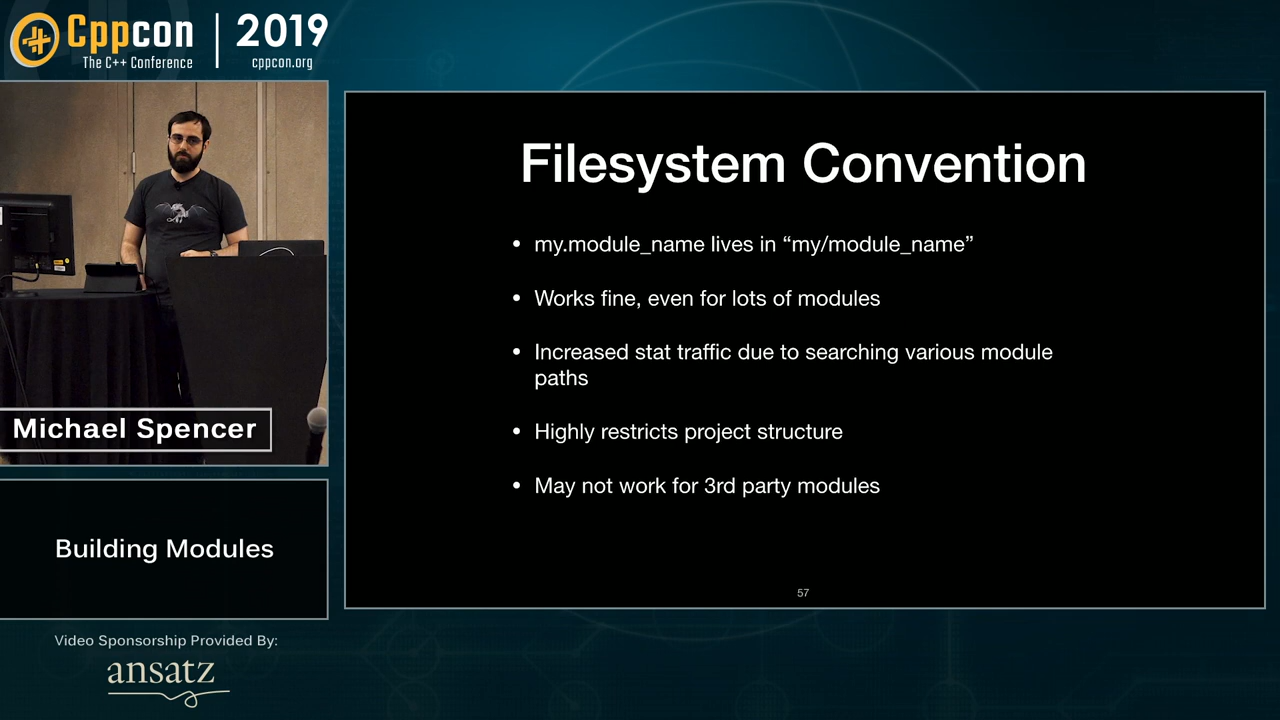 Cppcon
The C++ Conference
2019
cppcon.org
Michael Spencer
Building Modules
Video Sponsorship Provided By:
ansatz
Filesystem Convention
• my.module_name lives in “my/module_name”
• Works fine, even for lots of modules
• Increased stat traffic due to searching various module
paths
• Highly restricts project structure
• May not work for 3rd party modules
57